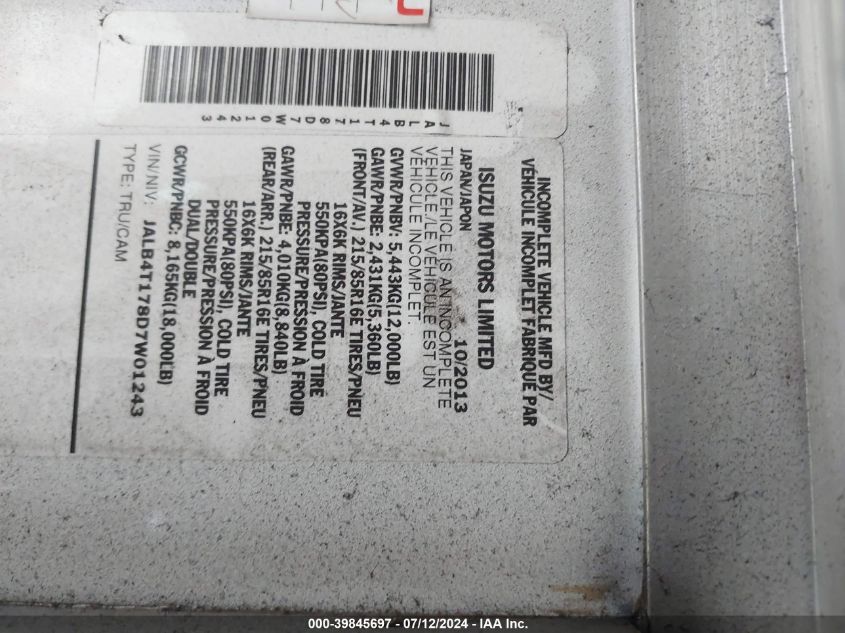 J A L B 4 T 1 7 8 D 7 W 0 1 2 4 3
INCOMPLETE VEHICLE MFD BY/
VÉHICULE INCOMPLET FABRIQUÉ PAR
ISUZU MOTORS LIMITED
JAPAN/JAPON 10/2013
THIS VEHICLE IS AN INCOMPLETE
VEHICLE./LE VÉHICULE EST UN
VÉHICULE INCOMPLET.
GVWR/PNBV: 5,443KG(12,000LB)
GAWR/PNBE: 2,431KG(5,360LB)
(FRONT/AV.) 215/85R16E TIRES/PNEU
16X6K RIMS/JANTE
550KPA(80PSI), COLD TIRE
PRESSURE/PRESSION À FROID
GAWR/PNBE: 4,010KG(8,840LB)
(REAR/ARR.) 215/85R16E TIRES/PNEU
16X6K RIMS/JANTE
550KPA(80PSI), COLD TIRE
PRESSURE/PRESSION À FROID
DUAL/DOUBLE
GCWR/PNBC: 8,165KG(18,000LB)
VIN/NIV: JALB4T178D7W01243
TYPE: TRU/CAM
000-39845697 - 07/12/2024 - IAA Inc.